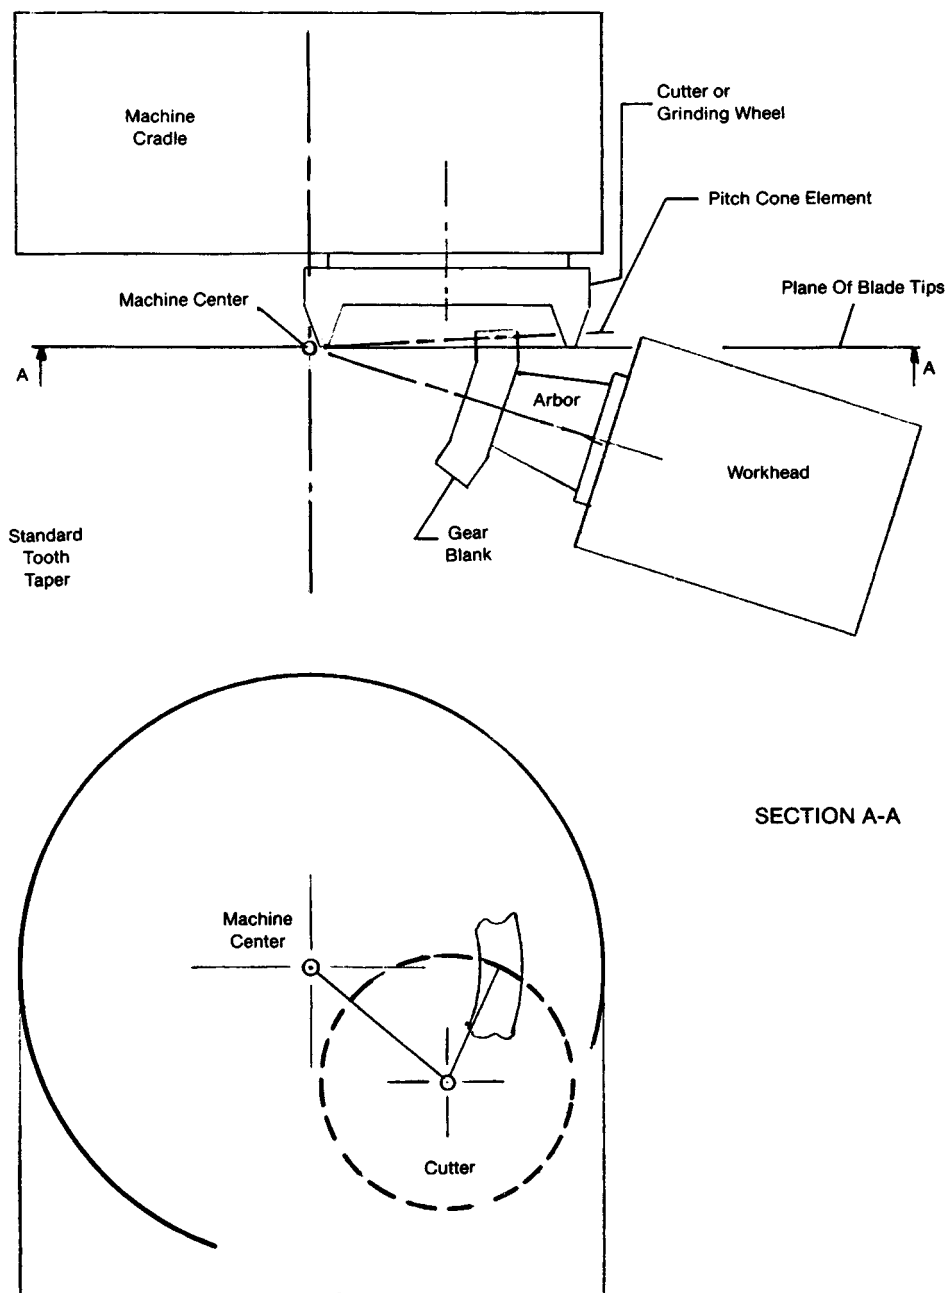 Machine
Cradle
Cutter or
Grinding Wheel
Pitch Cone Element
Machine Center
Plane Of Blade Tips
A
A
Arbor
Workhead
Standard
Tooth
Taper
Gear
Blank
SECTION A-A
Machine
Center
Cutter